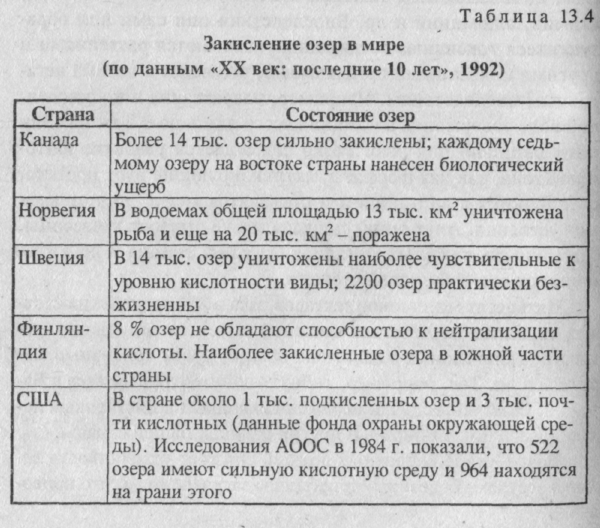 Таблица 13.4
Закисление озер в мире
(по данным «XX век: последние 10 лет», 1992)
Страна Состояние озер
Канада Более 14 тыс. озер сильно закислены; каждому седь-
мому озеру на востоке страны нанесен биологический
ущерб
Норвегия В водоемах общей площадью 13 тыс. км² уничтожена
рыба и еще на 20 тыс. км² – поражена
Швеция В 14 тыс. озер уничтожены наиболее чувствительные к
уровню кислотности виды; 2200 озер практически без-
жизненны
Финлян- 8 % озер не обладают способностью к нейтрализации
дия кислоты. Наиболее закисленные озера в южной части
страны
США В стране около 1 тыс. подкисленных озер и 3 тыс. поч-
ти кислотных (данные фонда охраны окружающей сре-
ды). Исследования АООС в 1984 г. показали, что 522
озера имеют сильную кислотную среду и 964 находятся
на грани этого